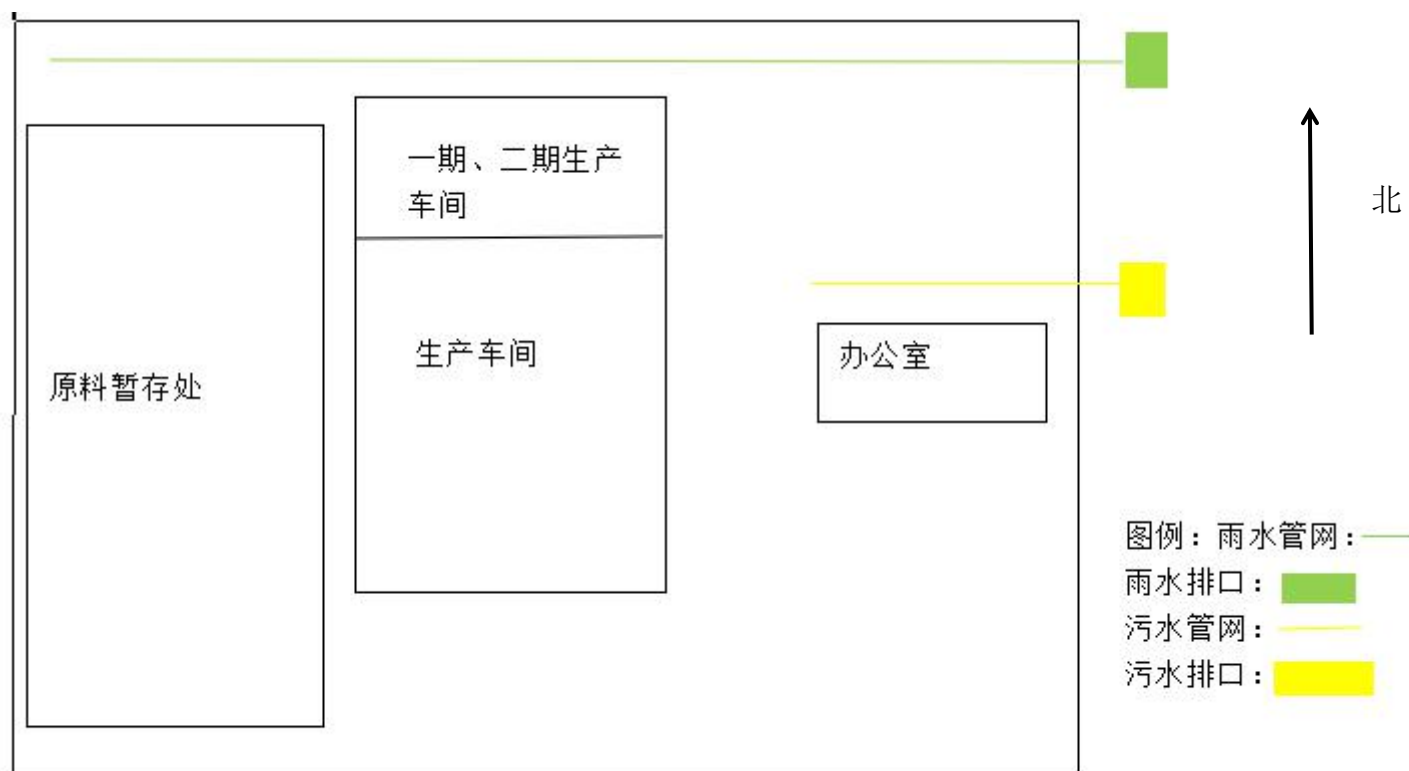 一期、二期生产
车间
北
生产车间
办公室
原料暂存处
图例：雨水管网：
雨水排口：
污水管网：
污水排口：